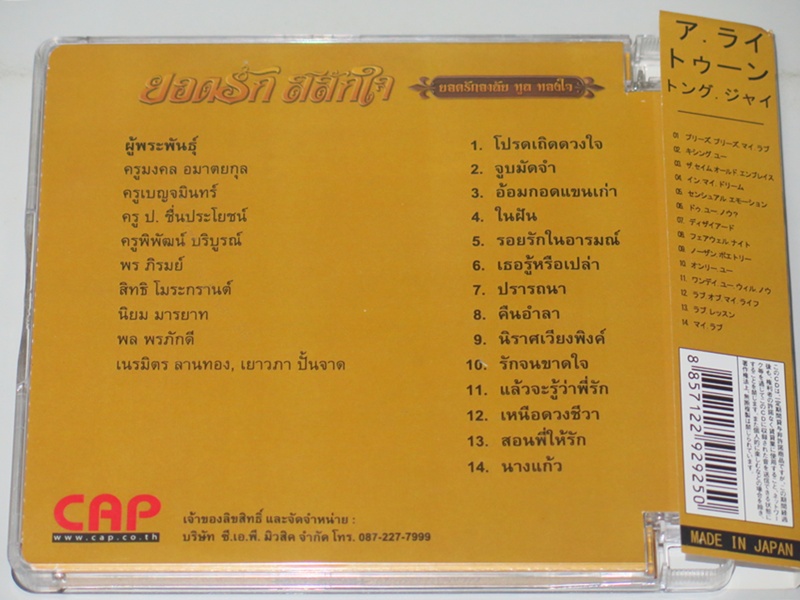 ยอดรัก สลักใจ
ยอดรักอาลัย ทูล ทองใจ
ผู้พระพันธุ์
ครูมงคล อมาตยกุล
ครูเบญจมินทร์
ครู ป. ชื่นประโยชน์
ครูพิพัฒน์ บริบูรณ์
พร ภิรมย์
สิทธิ โมระกรานต์
นิยม มารยาท
พล พรภักดี
เนรมิตร ลานทอง, เยาวภา ปั้นจาด
1. โปรดเถิดดวงใจ
2. จูบมัดจำ
3. อ้อมกอดแขนเก่า
4. ในฝัน
5. รอยรักในอารมณ์
6. เธอรู้หรือเปล่า
7. ปรารถนา
8. คืนอำลา
9. นิราศเวียงพิงค์
10. รักจนขาดใจ
11. แล้วจะรู้ว่าพี่รัก
12. เหนือดวงชีวา
13. สอนพี่ให้รัก
14. นางแก้ว
CAP
www.cap.co.th
เจ้าของลิขสิทธิ์ และจัดจำหน่าย :
บริษัท ซี.เอ.พี. มิวสิค จำกัด โทร. 087-227-7999
ア.ライ
トゥーン
トング.ジャイ
01. プリーズ.プリーズ.マイ.ラブ
02. キシング.ユー
03. ザ.セイム.オールド.エンブレイス
04. イン.マイ.ドリーム
05. センシュアル.エモーション
06. ドゥ.ユー.ノウ?
07. ディザイアード
08. フェアウェル.ナイト
09. ノーザン.ポエトリー
10. オンリー.ユー
11. ワンデイ.ユー.ウィル.ノウ
12. ラブ.オブ.マイ.ライフ
13. ラブ.レッスン
14. マイ.ラブ
8 857122 929250
MADE IN JAPAN